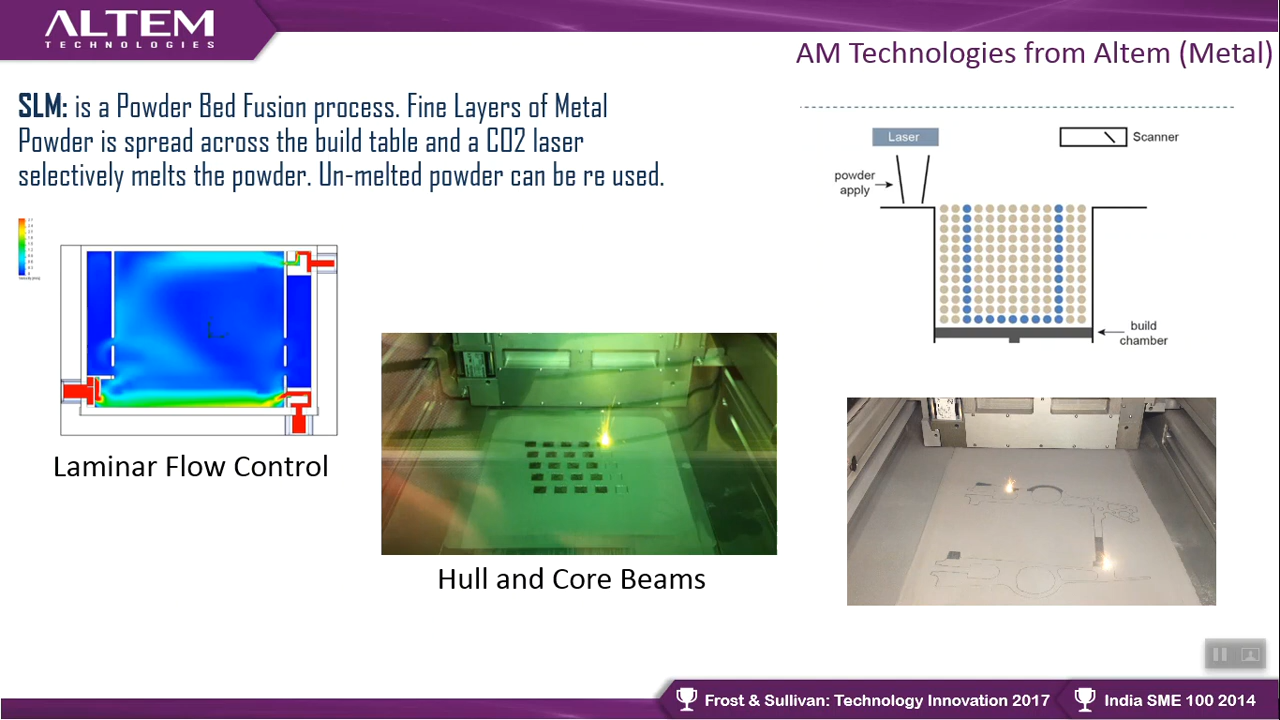 ALTEM
TECHNOLOGIES
AM Technologies from Altem (Metal)
SLM: is a Powder Bed Fusion process. Fine Layers of Metal
Powder is spread across the build table and a CO2 laser
selectively melts the powder. Un-melted powder can be re used.
Laser
Scanner
powder
apply
build
chamber
Laminar Flow Control
Hull and Core Beams
Frost & Sullivan: Technology Innovation 2017
India SME 100 2014